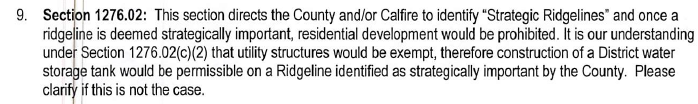 9. Section 1276.02: This section directs the County and/or Calfire to identify "Strategic Ridgelines" and once a
ridgeline is deemed strategically important, residential development would be prohibited. It is our understanding
under Section 1276.02(c)(2) that utility structures would be exempt, therefore construction of a District water
storage tank would be permissible on a Ridgeline identified as strategically important by the County. Please
clarify if this is not the case.